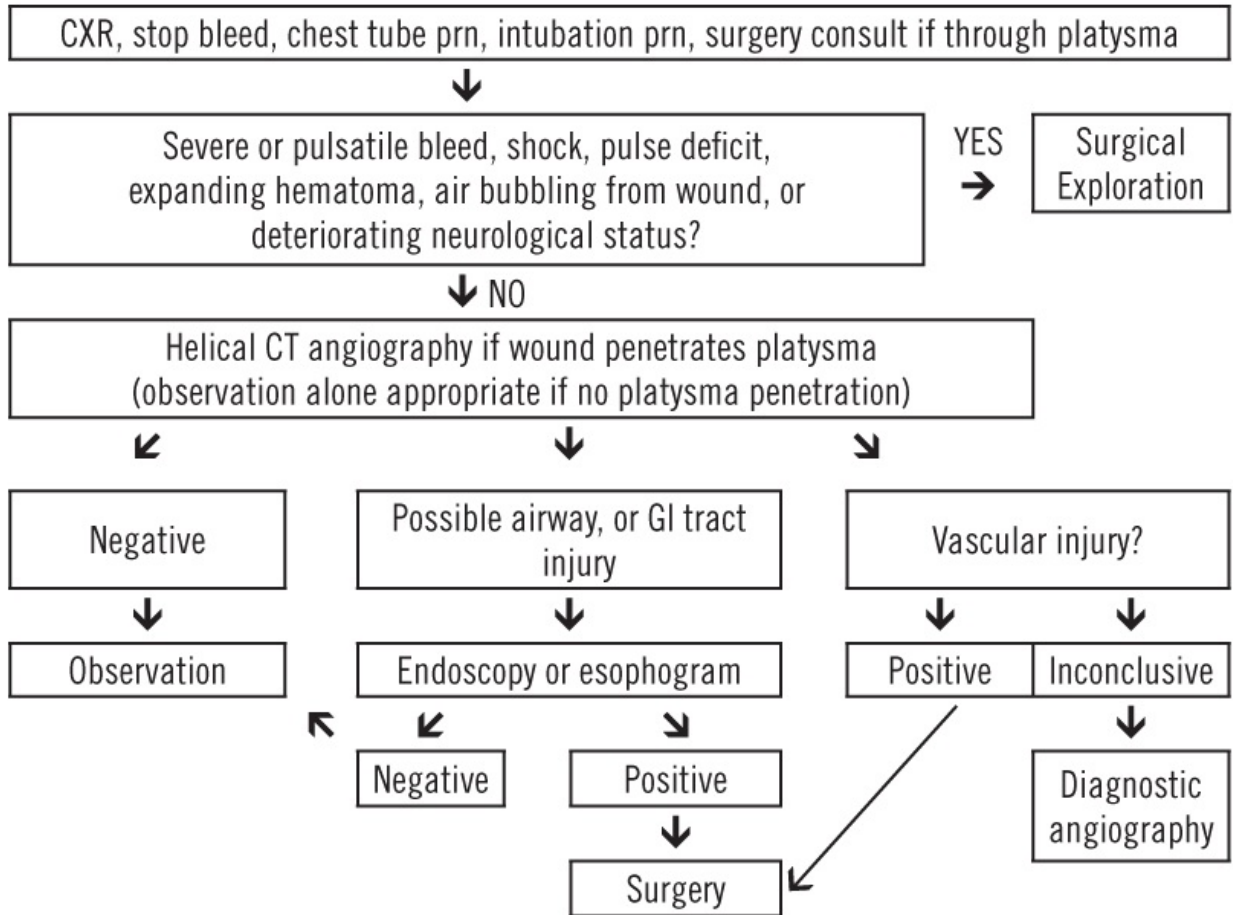 CXR, stop bleed, chest tube prn, intubation prn, surgery consult if through platysma
Severe or pulsatile bleed, shock, pulse deficit,
expanding hematoma, air bubbling from wound, or
deteriorating neurological status?
YES
Surgical
Exploration
NO
Helical CT angiography if wound penetrates platysma
(observation alone appropriate if no platysma penetration)
Negative
Possible airway, or GI tract
injury
Vascular injury?
Observation
Endoscopy or esophogram
Positive
Inconclusive
Negative
Positive
Diagnostic
angiography
Surgery